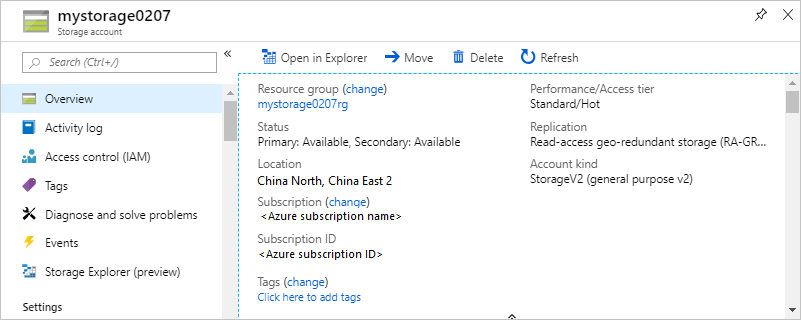 mystorage0207
Storage account
Search (Ctrl+/)
«
Overview
Activity log
Access control (IAM)
Tags
Diagnose and solve problems
Events
Storage Explorer (preview)
Settings
Open in Explorer
Move
Delete
Refresh
Resource group (change)
mystorage0207rg
Status
Primary: Available, Secondary: Available
Location
China North, China East 2
Subscription (change)
<Azure subscription name>
Subscription ID
<Azure subscription ID>
Tags (change)
Click here to add tags
Performance/Access tier
Standard/Hot
Replication
Read-access geo-redundant storage (RA-GR...
Account kind
StorageV2 (general purpose v2)